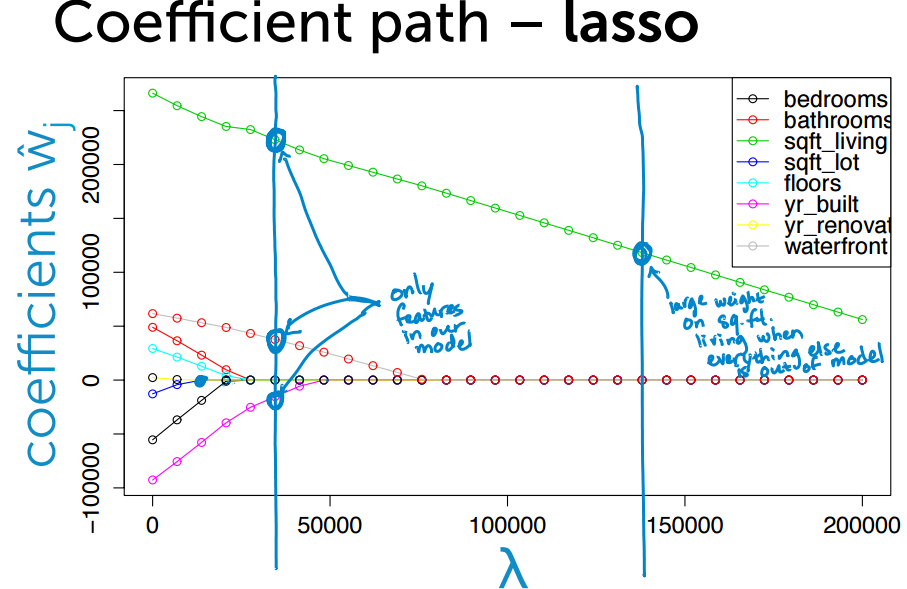 Coefficient path – lasso
coefficients ŵj
200000
100000
0
−100000
bedrooms
bathrooms
sqft_living
sqft_lot
floors
yr_built
yr_renovat
waterfront
only
features
in our
model
large weight
on sq.ft.
living when
everything else
is out of model
0
50000
100000
150000
200000
λ